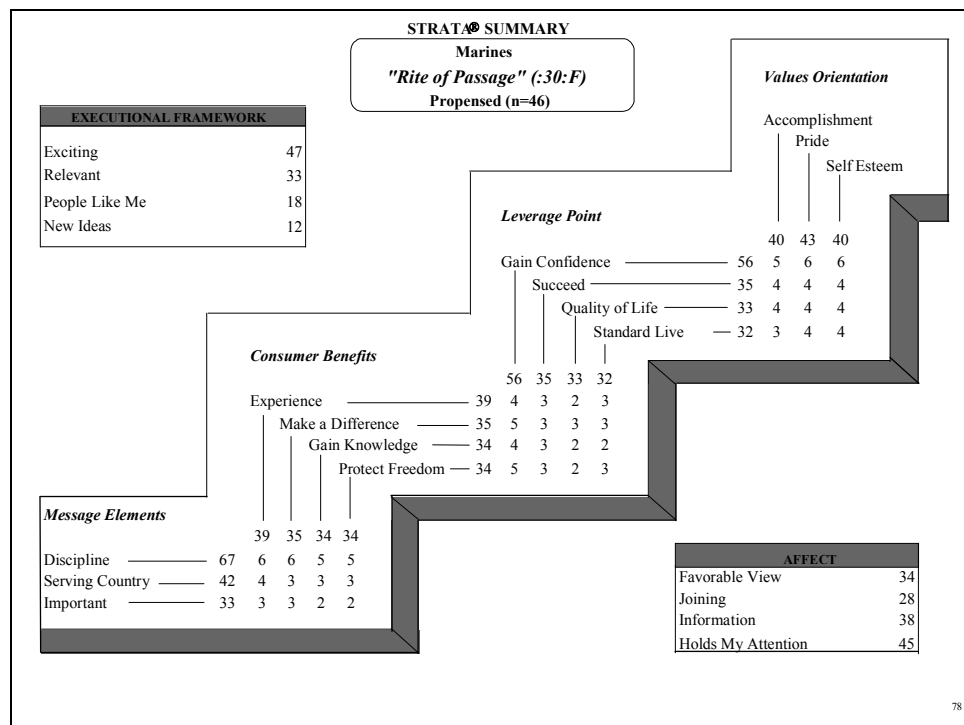 STRATA® SUMMARY
Marines
"Rite of Passage" (:30:F)
Propensed (n=46)
EXECUTIONAL FRAMEWORK
Exciting 47
Relevant 33
People Like Me 18
New Ideas 12
Values Orientation
Accomplishment
Pride
Self Esteem
Leverage Point
40 43 40
Gain Confidence 56 5 6 6
Succeed 35 4 4 4
Quality of Life 33 4 4 4
Standard Live 32 3 4 4
Consumer Benefits
56 35 33 32
Experience 39 4 3 2 3
Make a Difference 35 5 3 3 3
Gain Knowledge 34 4 3 2 2
Protect Freedom 34 5 3 2 3
Message Elements
39 35 34 34
Discipline 67 6 6 5 5
Serving Country 42 4 3 3 3
Important 33 3 3 2 2
AFFECT
Favorable View 34
Joining 28
Information 38
Holds My Attention 45
78